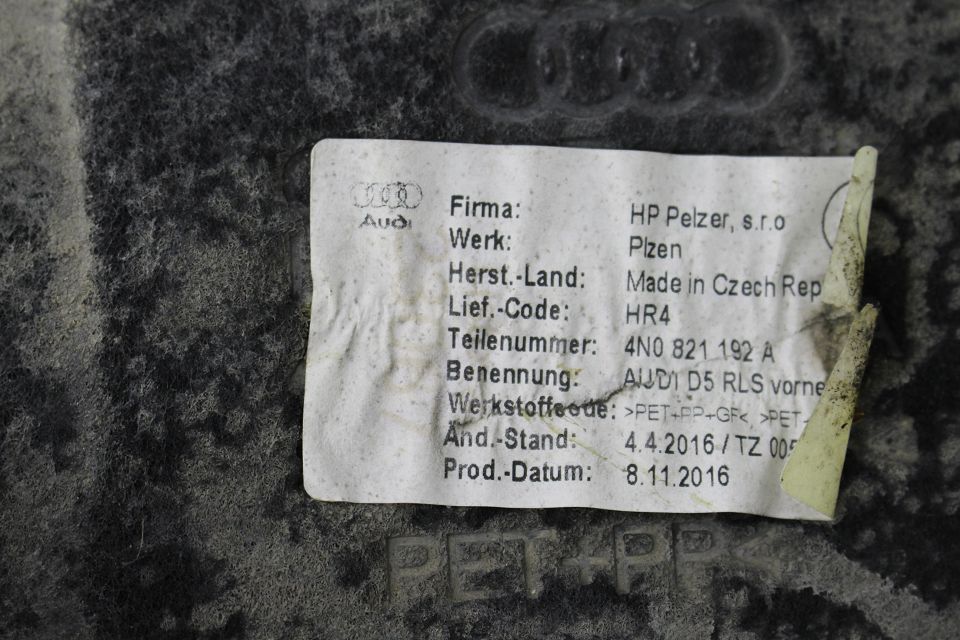 Audi
Firma: HP Pelzer, s.r.o
Werk: Plzen
Herst.-Land: Made in Czech Rep
Lief.-Code: HR4
Teilenummer: 4N0 821 192 A
Benennung: AUDI D5 RLS vorne
Werkstoffcode: >PET+PP+GF<, >PET
Änd.-Stand: 4.4.2016 / TZ 005
Prod.-Datum: 8.11.2016
PET+PP<